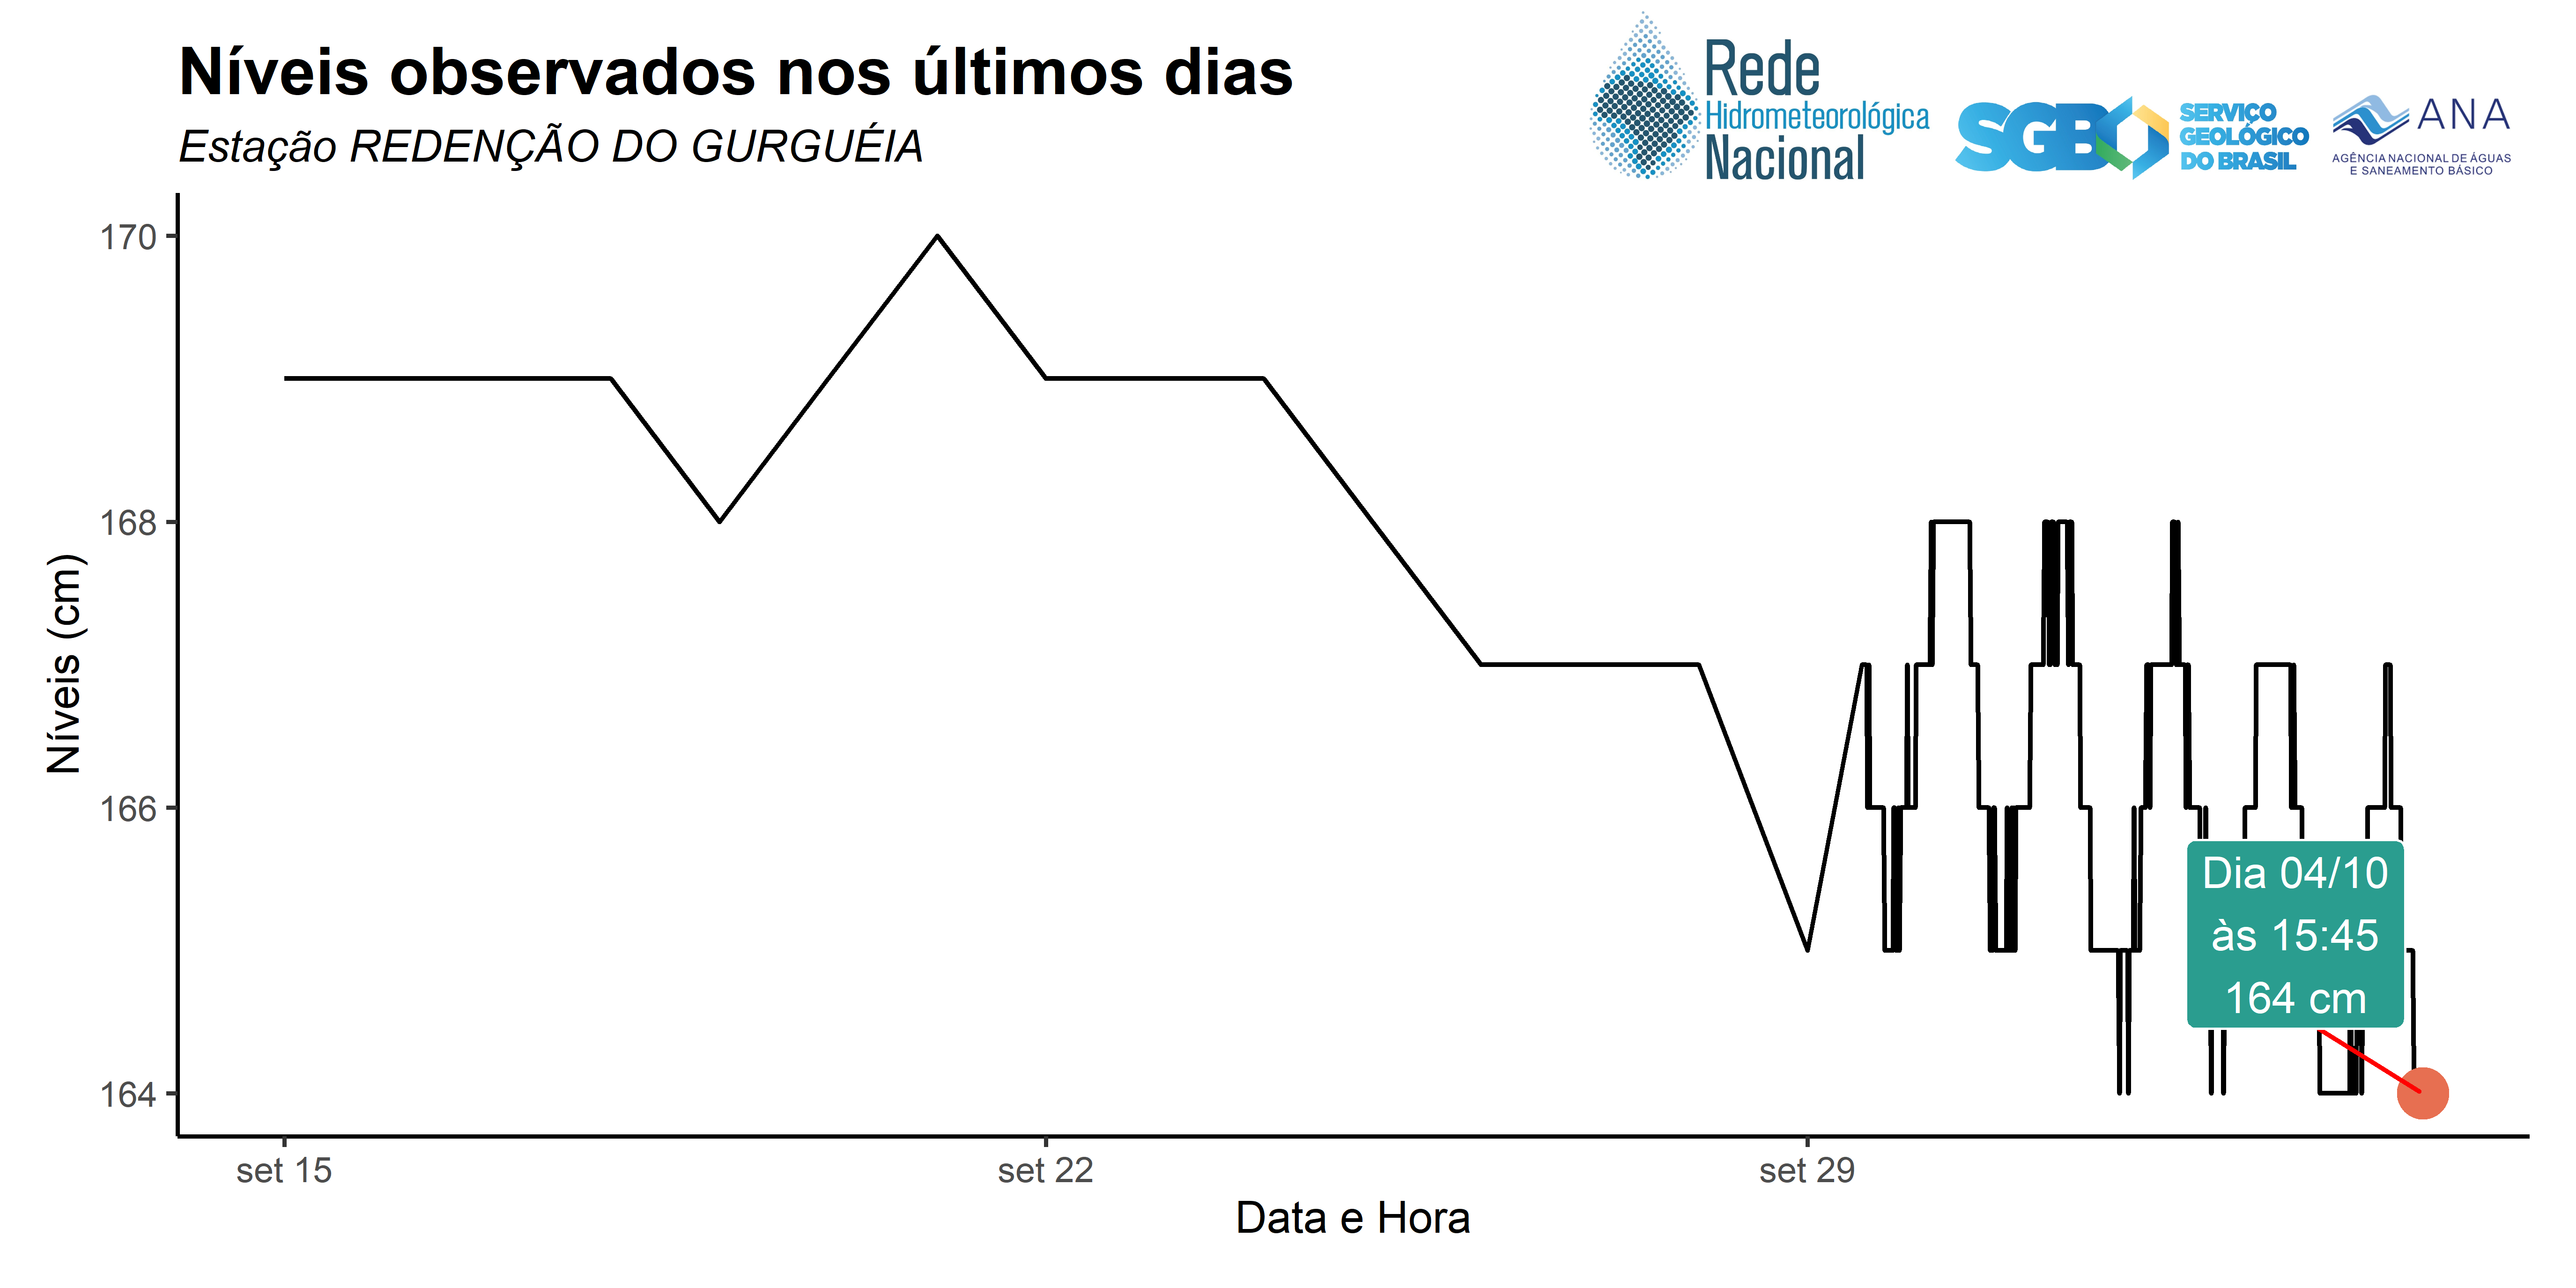 Níveis observados nos últimos dias
Estação REDENÇÃO DO GURGUÉIA
Rede
Hidrometeorológica
Nacional
SGB
SERVIÇO
GEOLÓGICO
DO BRASIL
ANA
AGÊNCIA NACIONAL DE ÁGUAS
E SANEAMENTO BÁSICO
Níveis (cm)
170
168
166
164
Dia 04/10
às 15:45
164 cm
set 15
set 22
set 29
Data e Hora